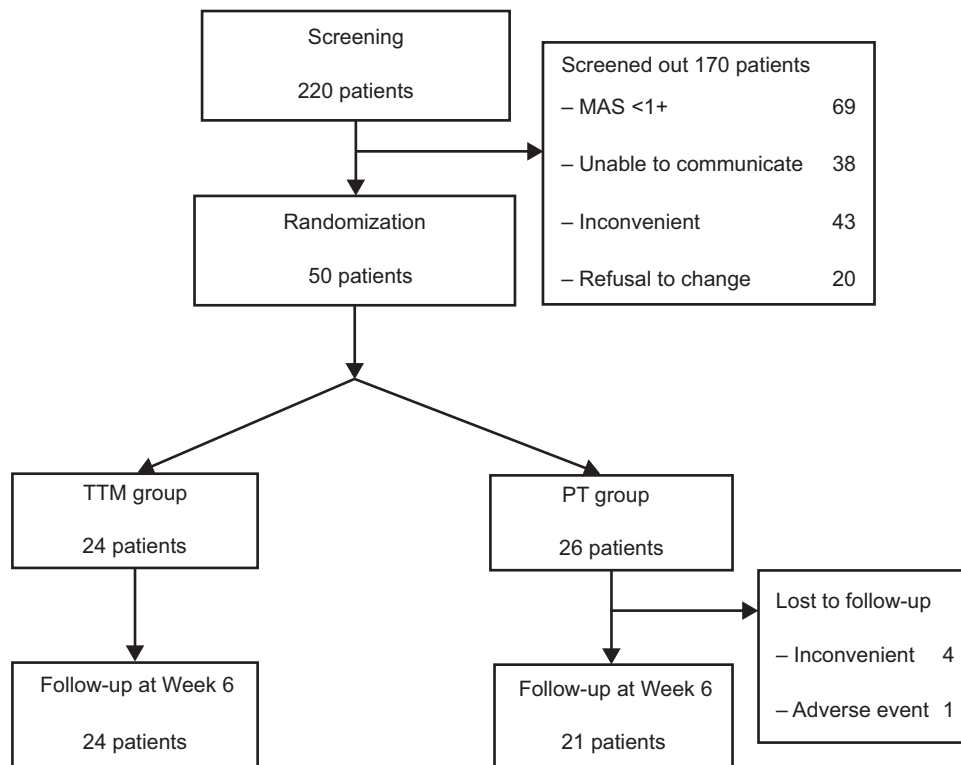 Screening
220 patients
Screened out 170 patients
– MAS <1+ 69
– Unable to communicate 38
– Inconvenient 43
– Refusal to change 20
Randomization
50 patients
TTM group
24 patients
PT group
26 patients
Lost to follow-up
– Inconvenient 4
– Adverse event 1
Follow-up at Week 6
24 patients
Follow-up at Week 6
21 patients